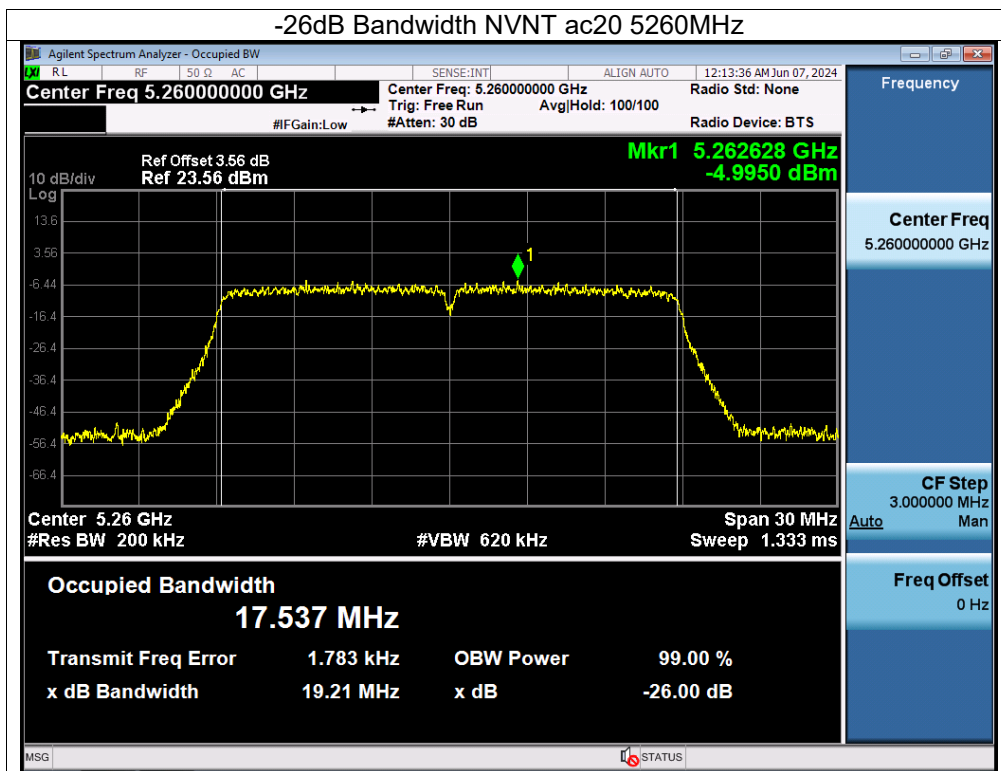 -26dB Bandwidth NVNT ac20 5260MHz
Agilent Spectrum Analyzer - Occupied BW
LXI RL RF 50 Ω AC SENSE:INT ALIGN AUTO 12:13:36 AM Jun 07, 2024
Center Freq 5.260000000 GHz Center Freq: 5.260000000 GHz Radio Std: None
Trig: Free Run Avg|Hold: 100/100
#IFGain:Low #Atten: 30 dB Radio Device: BTS
Frequency
Ref Offset 3.56 dB Mkr1 5.262628 GHz
10 dB/div Ref 23.56 dBm -4.9950 dBm
Log
13.6
3.56
-6.44
-16.4
-26.4
-36.4
-46.4
-56.4
-66.4
1
Center Freq
5.260000000 GHz
Center 5.26 GHz Span 30 MHz
#Res BW 200 kHz #VBW 620 kHz Sweep 1.333 ms
CF Step
3.000000 MHz
Auto Man
Occupied Bandwidth
17.537 MHz
Transmit Freq Error 1.783 kHz OBW Power 99.00 %
x dB Bandwidth 19.21 MHz x dB -26.00 dB
Freq Offset
0 Hz
MSG STATUS